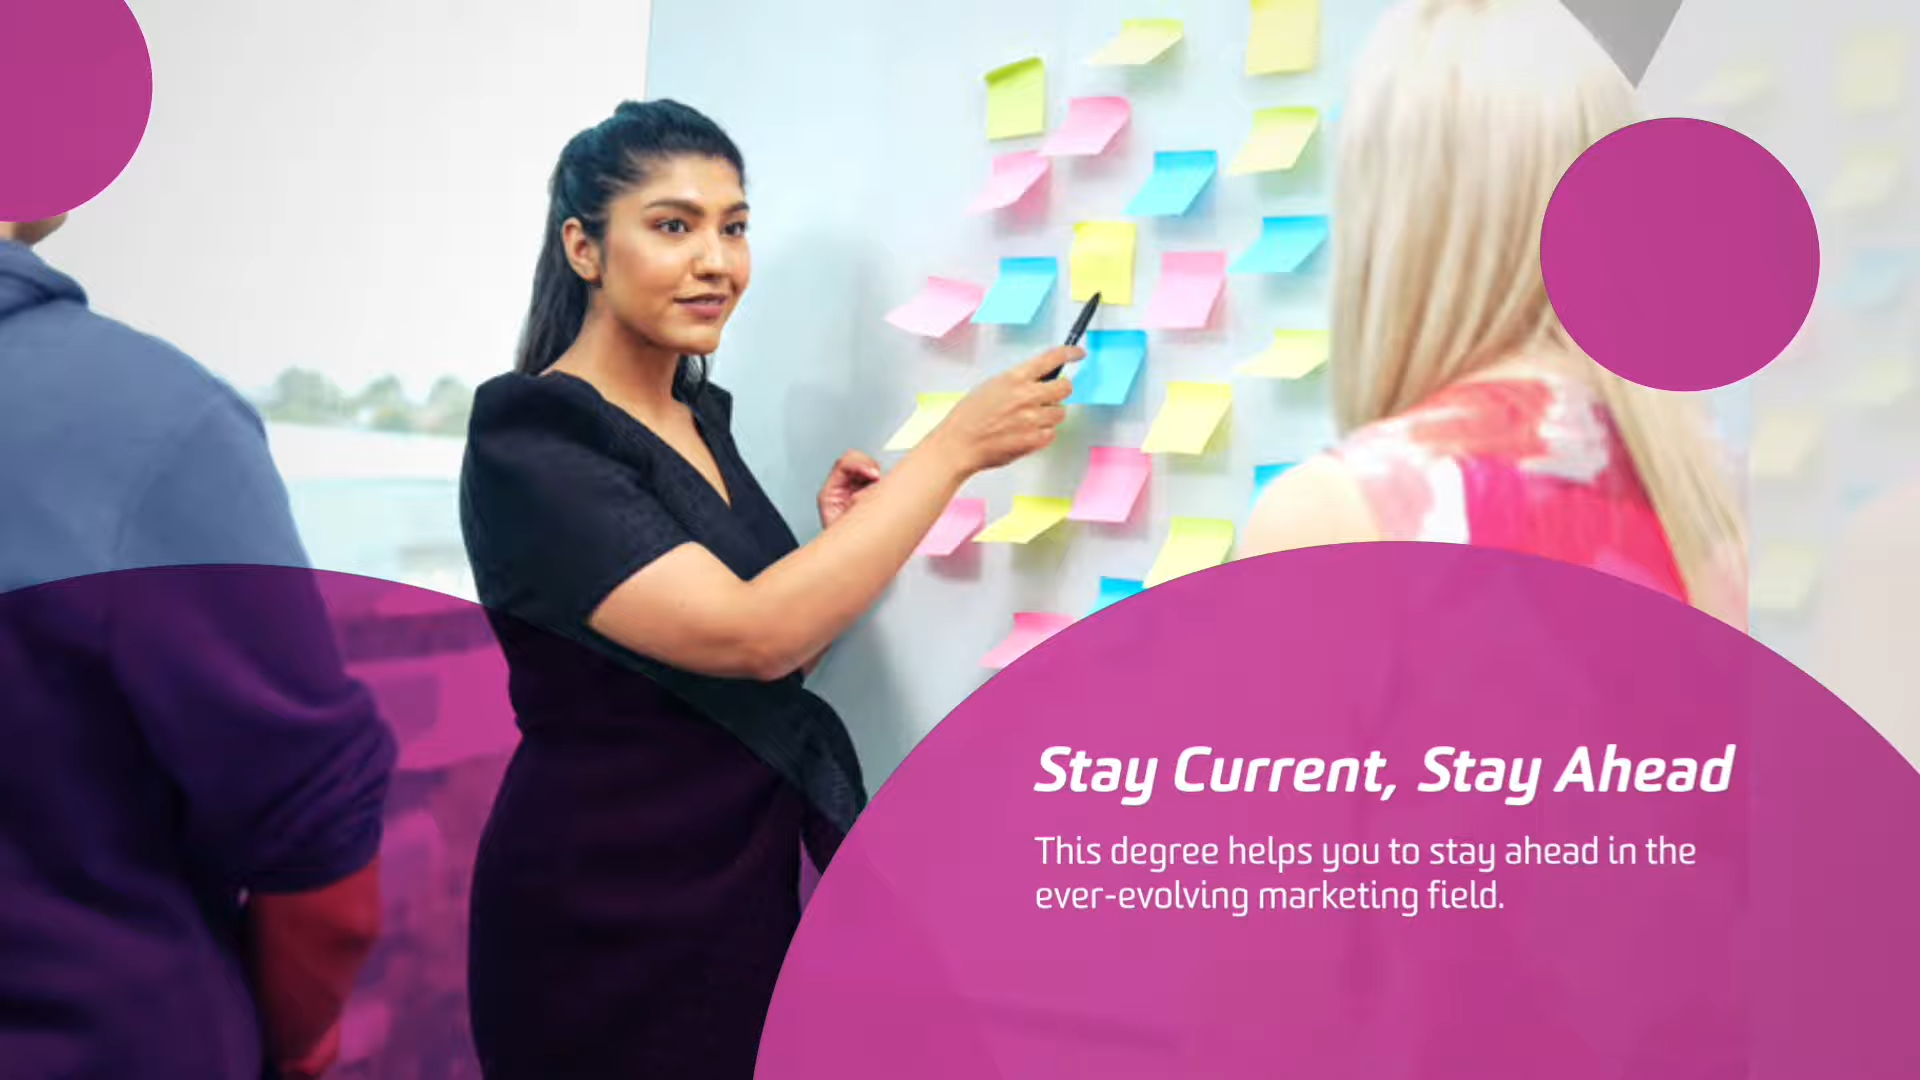 Stay Current, Stay Ahead
This degree helps you to stay ahead in the
ever-evolving marketing field.